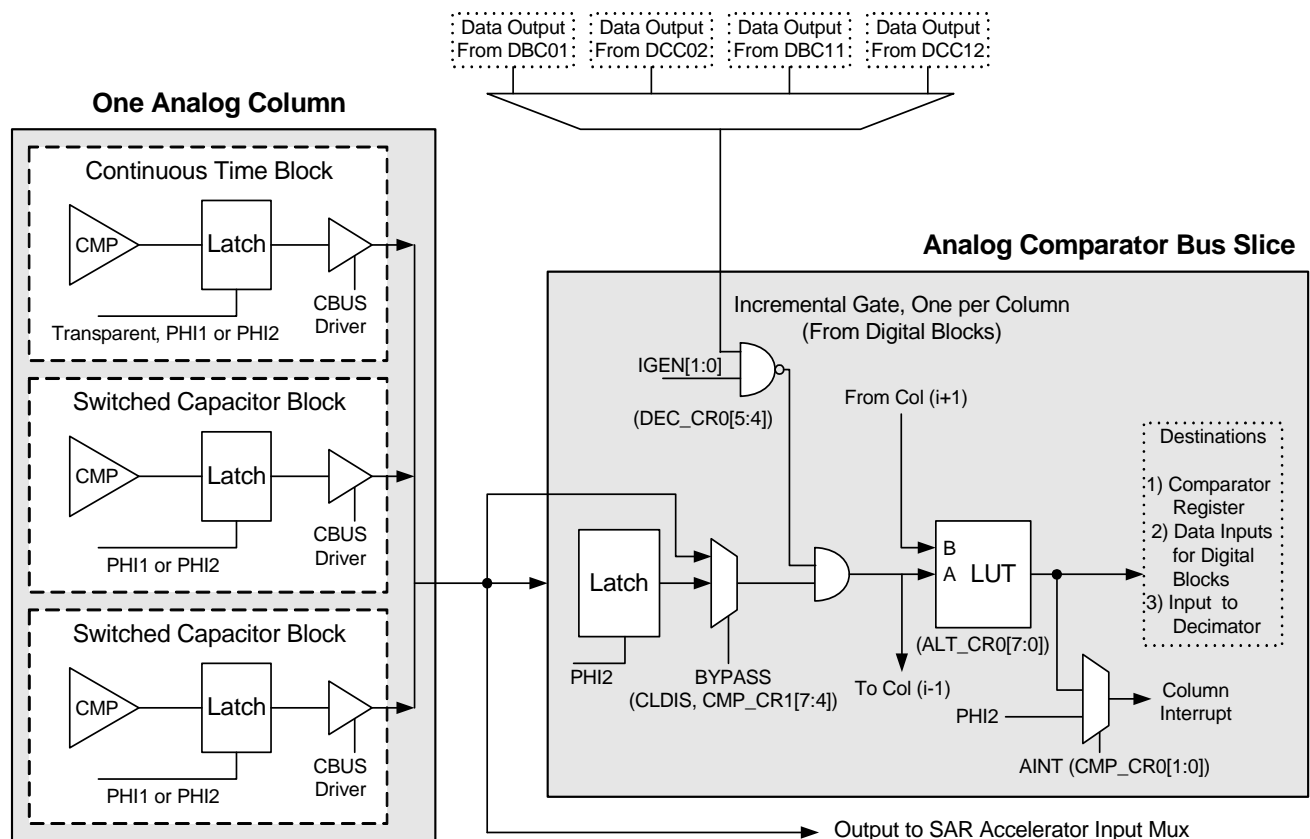 Data Output
From DBC01
Data Output
From DCC02
Data Output
From DBC11
Data Output
From DCC12
One Analog Column
Continuous Time Block
CMP
Latch
CBUS
Driver
Transparent, PHI1 or PHI2
Switched Capacitor Block
CMP
Latch
CBUS
Driver
PHI1 or PHI2
Switched Capacitor Block
CMP
Latch
CBUS
Driver
PHI1 or PHI2
Analog Comparator Bus Slice
Incremental Gate, One per Column
(From Digital Blocks)
IGEN[1:0]
(DEC_CR0[5:4])
From Col (i+1)
Latch
PHI2
BYPASS
(CLDIS, CMP_CR1[7:4])
B
A
LUT
(ALT_CR0[7:0])
To Col (i-1)
Destinations
1) Comparator
Register
2) Data Inputs
for Digital
Blocks
3) Input to
Decimator
PHI2
Column
Interrupt
AINT (CMP_CR0[1:0])
Output to SAR Accelerator Input Mux